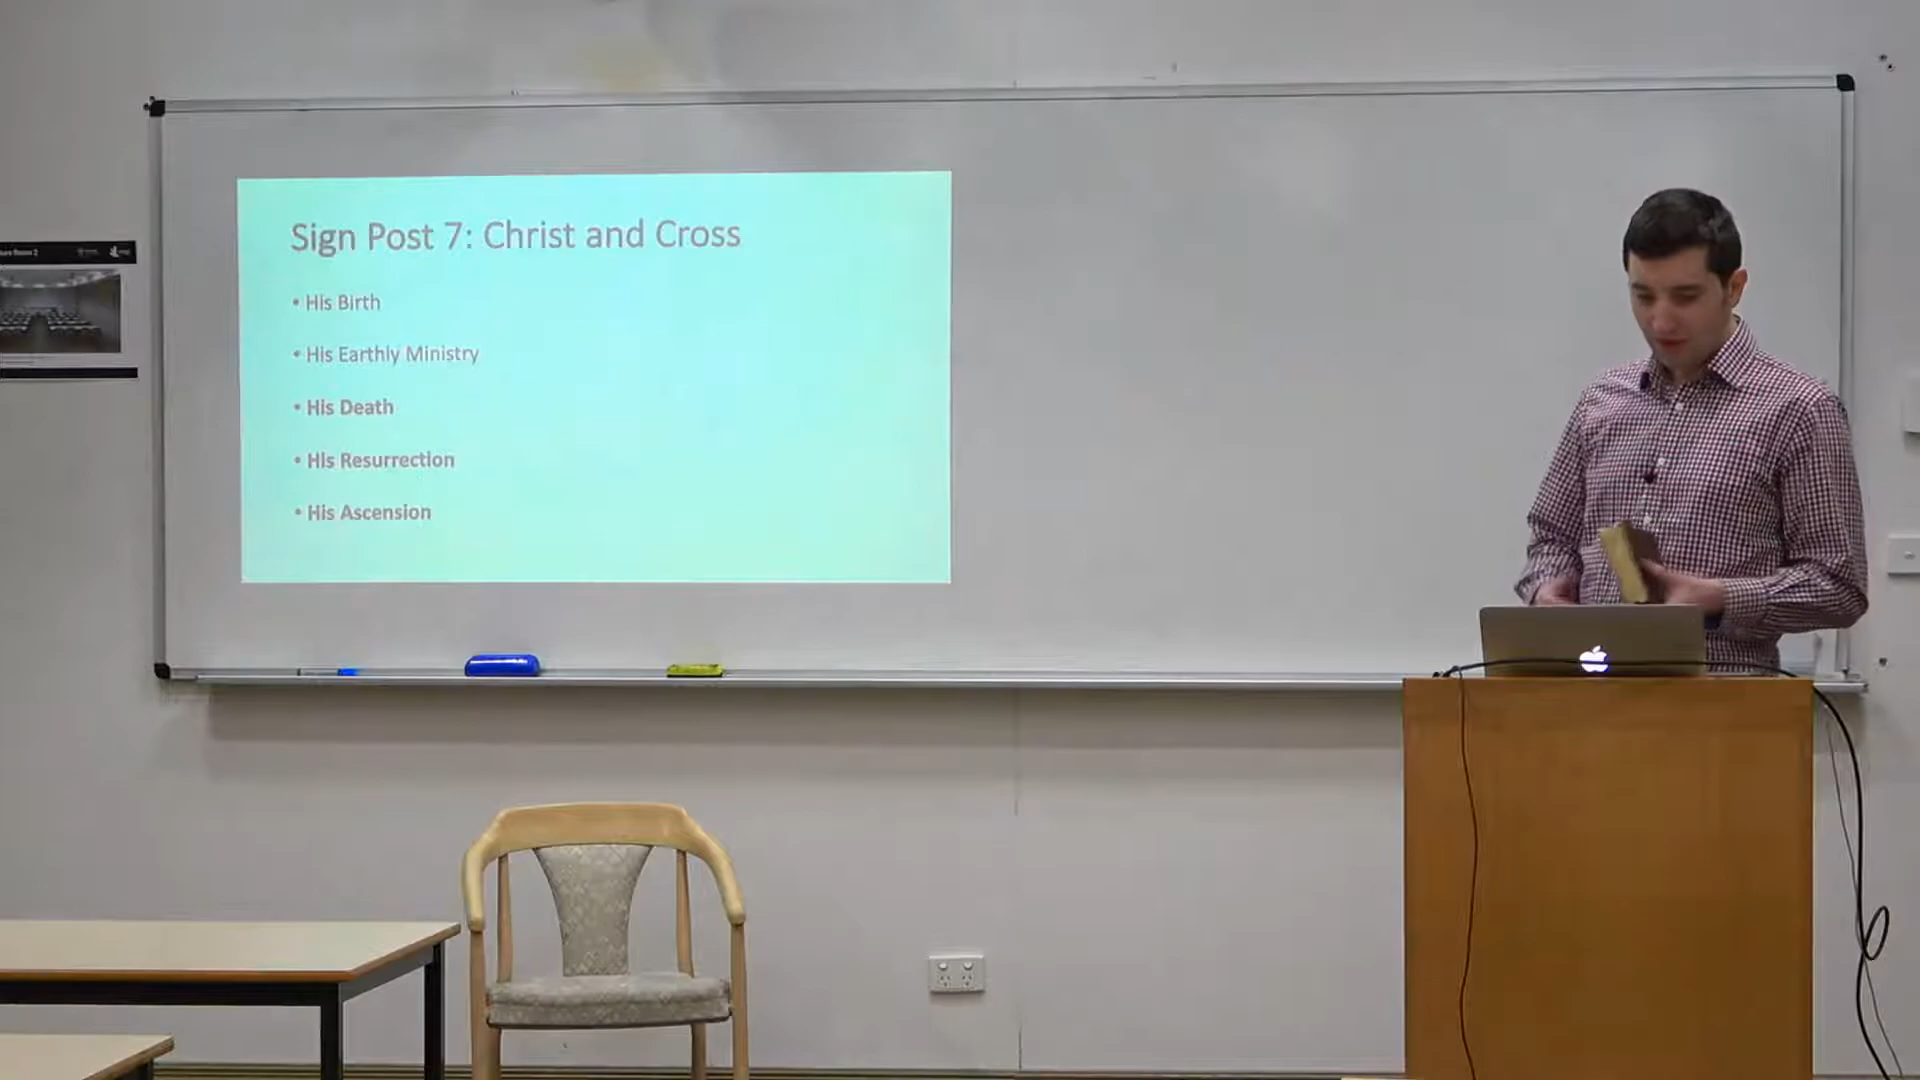 Sign Post 7: Christ and Cross
• His Birth
• His Earthly Ministry
• His Death
• His Resurrection
• His Ascension